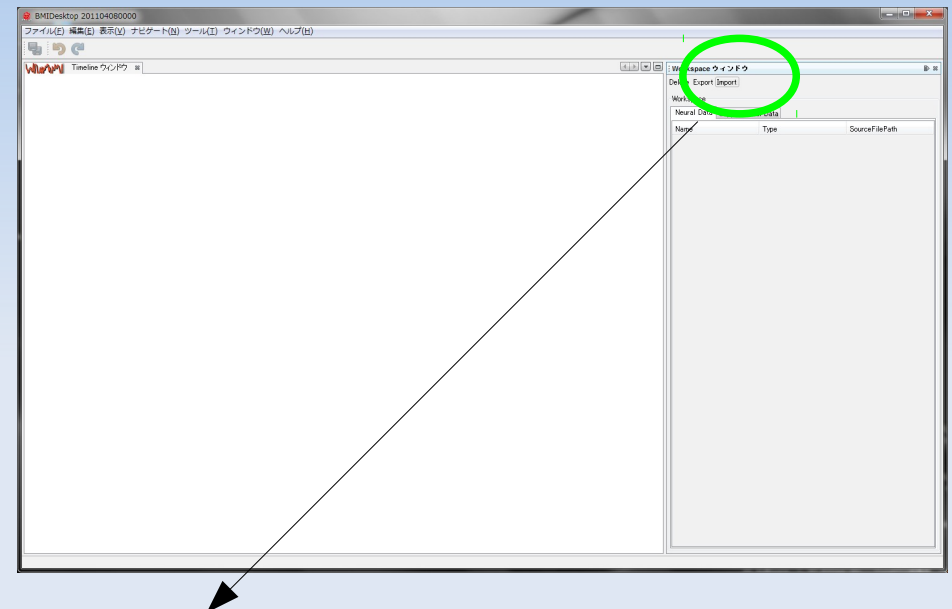 BMIDesktop 201104080000
ファイル(F) 編集(E) 表示(V) ナビゲート(N) ツール(T) ウィンドウ(W) ヘルプ(H)
Timeline ウィンドウ
Workspace ウィンドウ
Export Import
Workspace
Neural Data Data
Name Type SourceFilePath